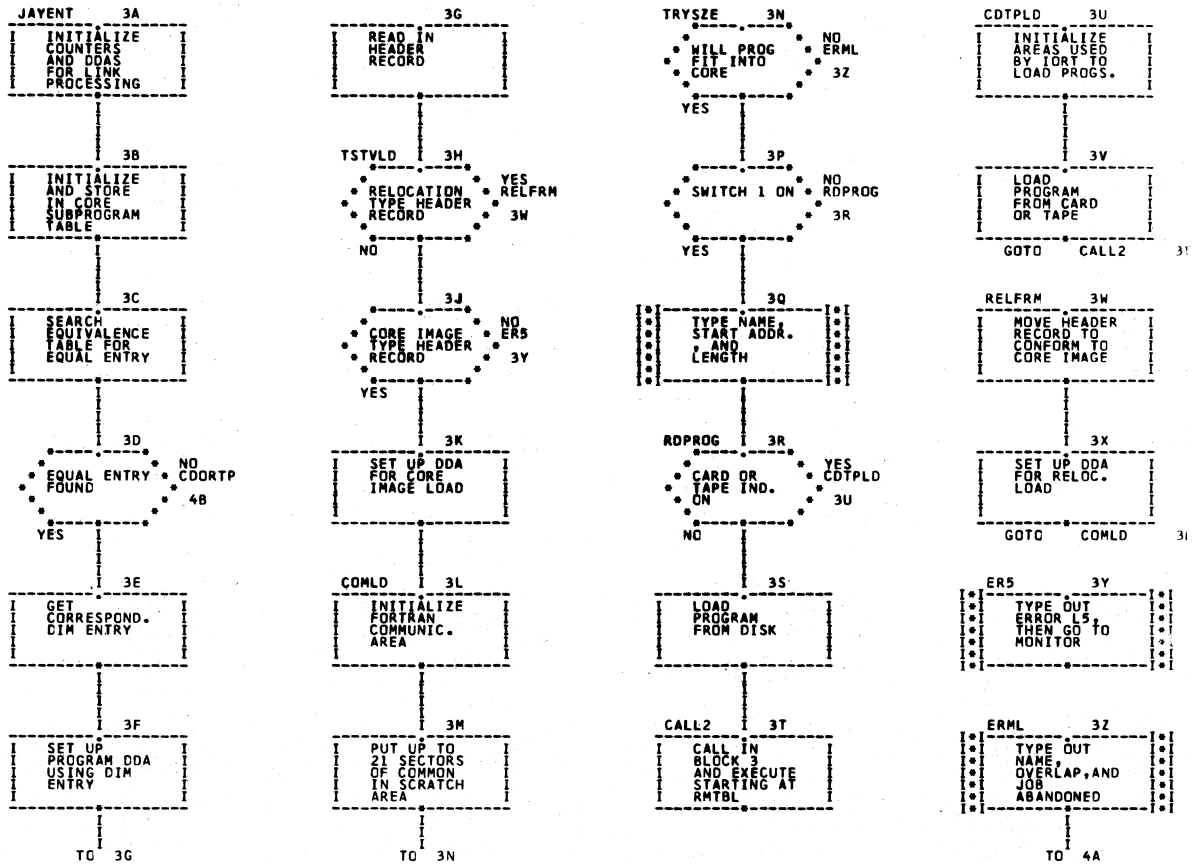 JAYENT 3A
INITIALIZE
COUNTERS
AND DDAS
FOR LINK
PROCESSING
3B
INITIALIZE
AND STORE
IN CORE
SUBPROGRAM
TABLE
3C
SEARCH
EQUIVALENCE
TABLE FOR
EQUAL ENTRY
3D
EQUAL ENTRY
FOUND
NO
CDORTP
4B
YES
3E
GET
CORRESPOND.
DIM ENTRY
3F
SET UP
PROGRAM DDA
USING DIM
ENTRY
TO 3G
3G
READ IN
HEADER
RECORD
TSTVLD 3H
RELOCATION
TYPE HEADER
RECORD
YES
RELFRM
3W
NO
3J
CORE IMAGE
TYPE HEADER
RECORD
NO
ER5
3Y
YES
3K
SET UP DDA
FOR CORE
IMAGE LOAD
COMLD 3L
INITIALIZE
FORTRAN
COMMUNIC.
AREA
3M
PUT UP TO
21 SECTORS
OF COMMON
IN SCRATCH
AREA
TO 3N
TRYSZE 3N
WILL PROG
FIT INTO
CORE
NO
ERML
3Z
YES
3P
SWITCH 1 ON
NO
RDPROG
3R
YES
3Q
TYPE NAME,
START ADDR.
, AND
LENGTH
RDPROG 3R
CARD OR
TAPE IND.
ON
YES
CDTPLD
3U
NO
3S
LOAD
PROGRAM
FROM DISK
CALL2 3T
CALL IN
BLOCK 3
AND EXECUTE
STARTING AT
RMTBL
CDTPLD 3U
INITIALIZE
AREAS USED
BY IORT TO
LOAD PROGS.
3V
LOAD
PROGRAM
FROM CARD
OR TAPE
GOTO CALL2
RELFRM 3W
MOVE HEADER
RECORD TO
CONFORM TO
CORE IMAGE
3X
SET UP DDA
FOR RELOC.
LOAD
GOTO COMLD
ER5 3Y
TYPE OUT
ERROR L5,
THEN GO TO
MONITOR
ERML 3Z
TYPE OUT
NAME,
OVERLAP,AND
JOB
ABANDONED
TO 4A